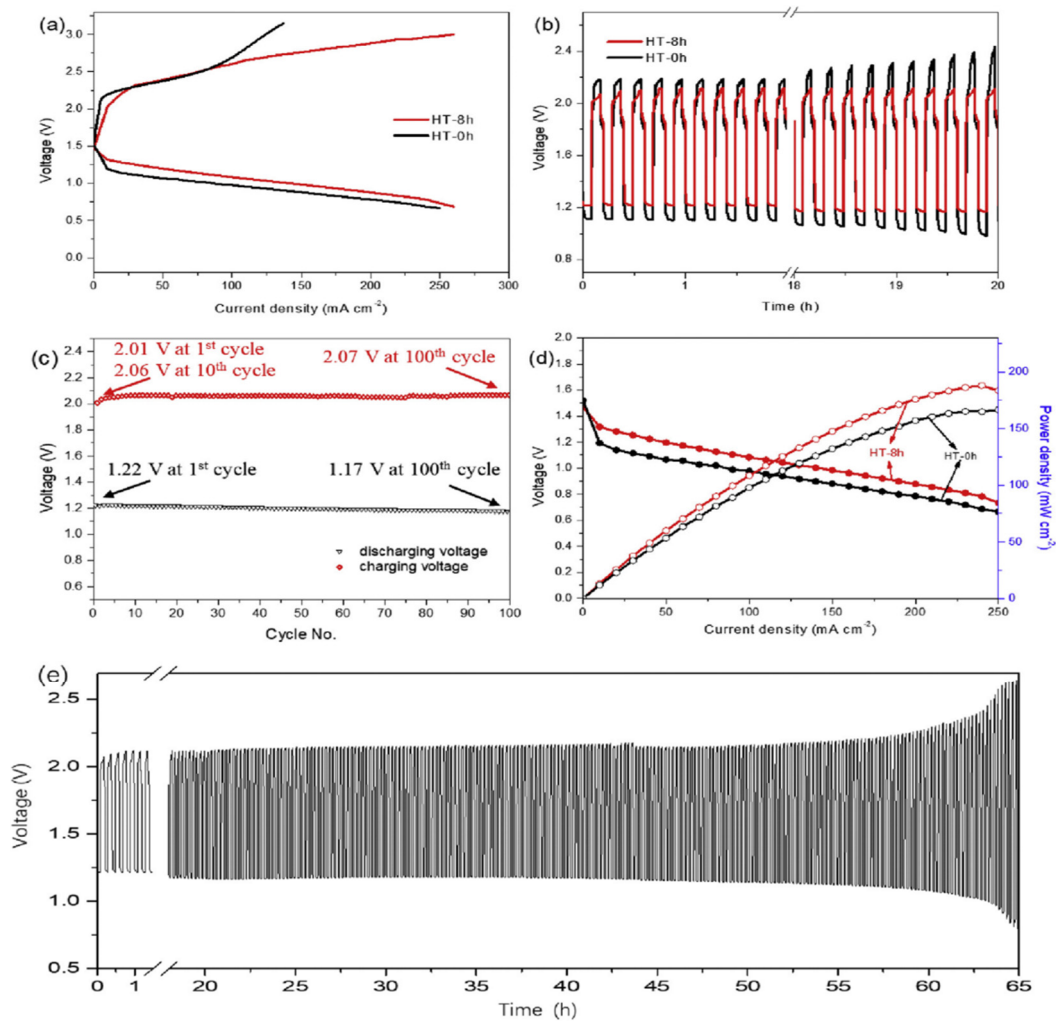 (a)
3.0
2.5
2.0
1.5
1.0
0.5
0.0
Voltage (V)
HT-8h
HT-0h
0 50 100 150 200 250 300
Current density (mA cm⁻²)
(b)
2.4
2.0
1.6
1.2
0.8
Voltage (V)
HT-8h
HT-0h
0 1 18 19 20
Time (h)
(c)
2.4
2.2
2.0
1.8
1.6
1.4
1.2
1.0
0.8
0.6
Voltage (V)
2.01 V at 1st cycle
2.06 V at 10th cycle
2.07 V at 100th cycle
1.22 V at 1st cycle
1.17 V at 100th cycle
discharging voltage
charging voltage
0 10 20 30 40 50 60 70 80 90 100
Cycle No.
(d)
2.0
1.8
1.6
1.4
1.2
1.0
0.8
0.6
0.4
0.2
0.0
Voltage (V)
HT-8h
HT-0h
200
150
100
50
0
Power density (mW cm⁻²)
0 50 100 150 200 250
Current density (mA cm⁻²)
(e)
2.5
2.0
1.5
1.0
0.5
Voltage (V)
0 1 20 25 30 35 40 45 50 55 60 65
Time (h)